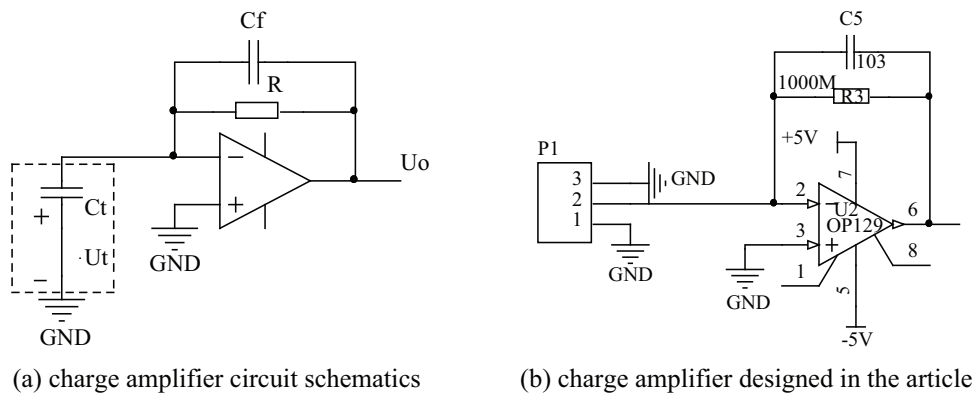 Cf
R
Uo
Ct
+
Ut
−
GND
−
+
GND
(a) charge amplifier circuit schematics
C5
103
1000M
R3
+5V
P1
3
2
1
GND
GND
7
2
−
U2
OP129
6
3
+
8
GND
1
5
-5V
(b) charge amplifier designed in the article